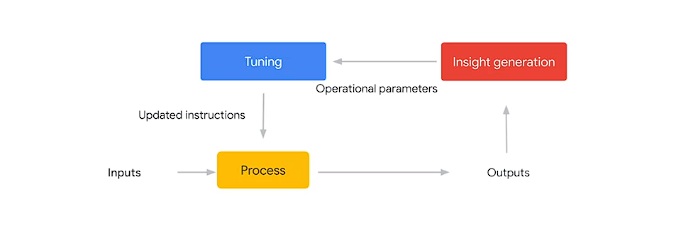 Tuning
Insight generation
Operational parameters
Updated instructions
Inputs
Process
Outputs